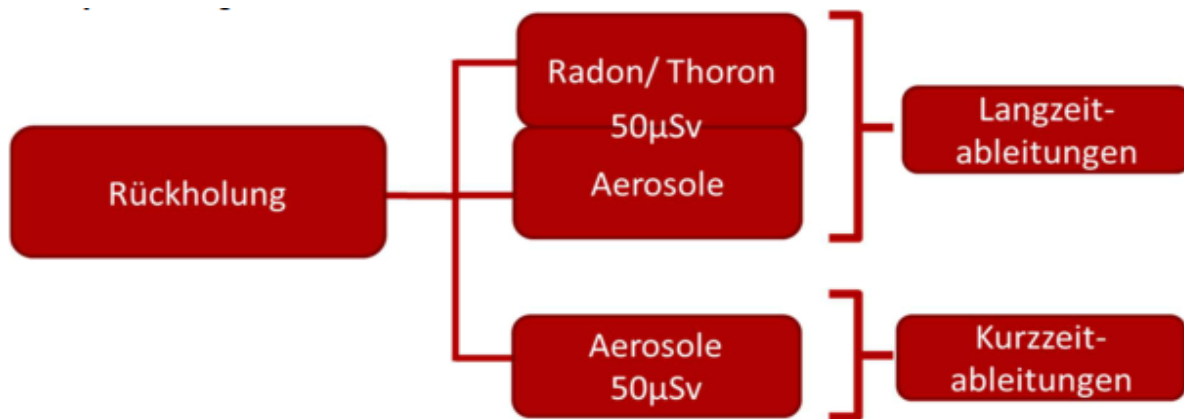 Rückholung
Radon/ Thoron
50µSv
Aerosole
Langzeit-
ableitungen
Aerosole
50µSv
Kurzzeit-
ableitungen